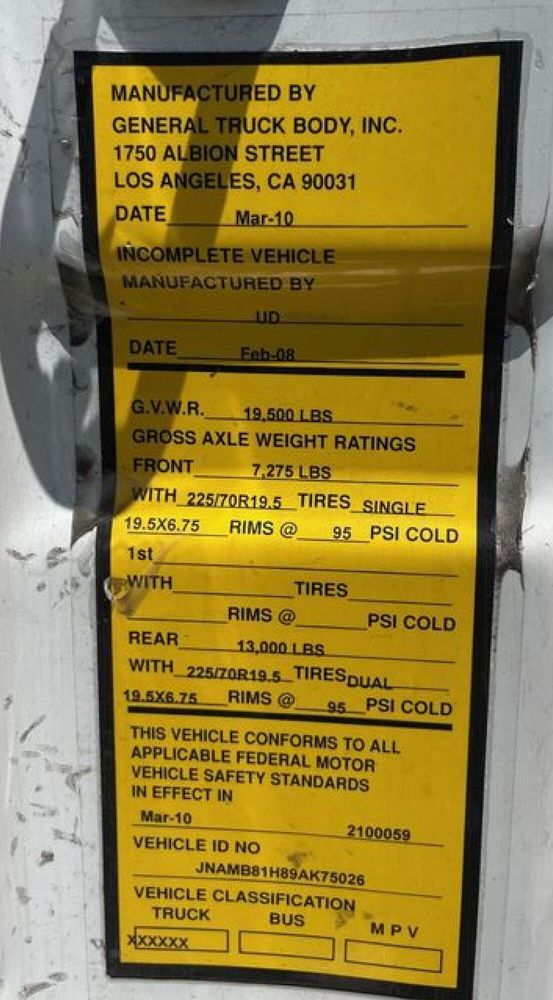 MANUFACTURED BY
GENERAL TRUCK BODY, INC.
1750 ALBION STREET
LOS ANGELES, CA 90031
DATE Mar-10
INCOMPLETE VEHICLE
MANUFACTURED BY
UD
DATE Feb-08
G.V.W.R. 19,500 LBS
GROSS AXLE WEIGHT RATINGS
FRONT 7,275 LBS
WITH 225/70R19.5 TIRES SINGLE
19.5X6.75 RIMS @ 95 PSI COLD
1st
WITH TIRES
RIMS @ PSI COLD
REAR 13,000 LBS
WITH 225/70R19.5 TIRES DUAL
19.5X6.75 RIMS @ 95 PSI COLD
THIS VEHICLE CONFORMS TO ALL
APPLICABLE FEDERAL MOTOR
VEHICLE SAFETY STANDARDS
IN EFFECT IN
Mar-10 2100059
VEHICLE ID NO
JNAMB81H89AK75026
VEHICLE CLASSIFICATION
TRUCK BUS M P V
XXXXXX